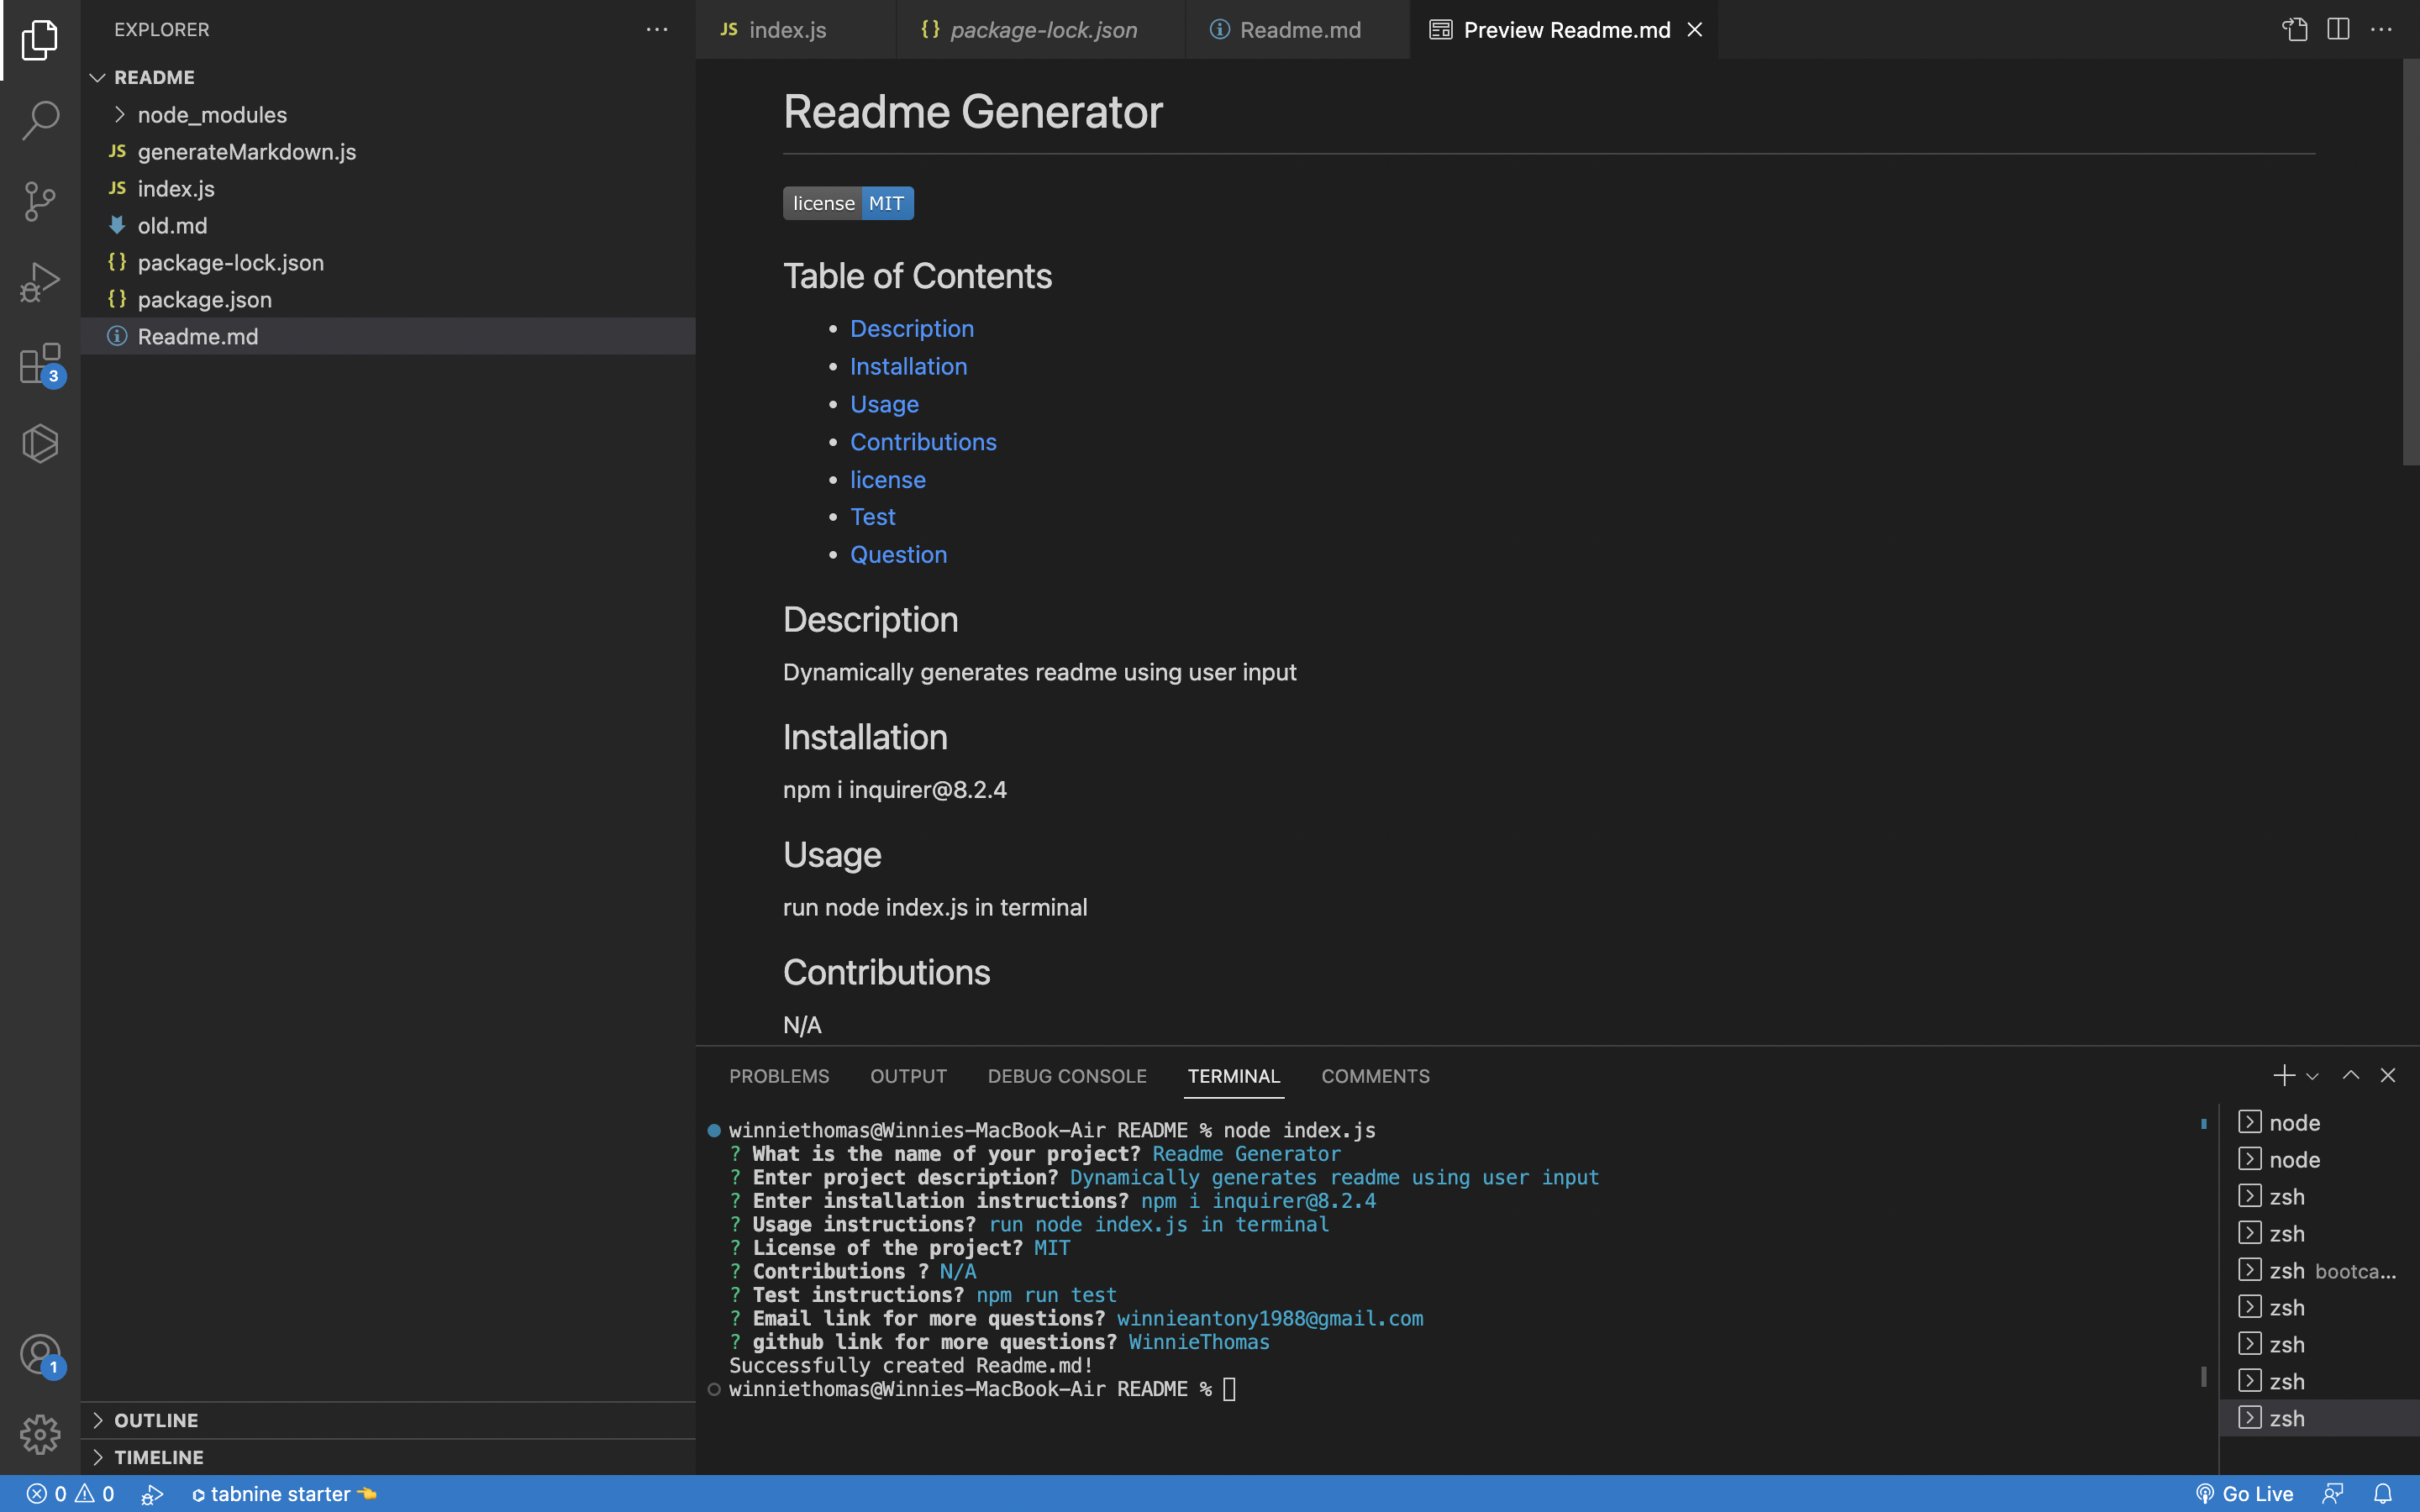 EXPLORER
README
node_modules
JS generateMarkdown.js
JS index.js
old.md
{} package-lock.json
{} package.json
Readme.md
3
1
OUTLINE
TIMELINE
JS index.js
{} package-lock.json
Readme.md
Preview Readme.md
Readme Generator
license MIT
Table of Contents
• Description
• Installation
• Usage
• Contributions
• license
• Test
• Question
Description
Dynamically generates readme using user input
Installation
npm i inquirer@8.2.4
Usage
run node index.js in terminal
Contributions
N/A
PROBLEMS OUTPUT DEBUG CONSOLE TERMINAL COMMENTS
winniethomas@Winnies-MacBook-Air README % node index.js
? What is the name of your project? Readme Generator
? Enter project description? Dynamically generates readme using user input
? Enter installation instructions? npm i inquirer@8.2.4
? Usage instructions? run node index.js in terminal
? License of the project? MIT
? Contributions ? N/A
? Test instructions? npm run test
? Email link for more questions? winnieantony1988@gmail.com
? github link for more questions? WinnieThomas
Successfully created Readme.md!
winniethomas@Winnies-MacBook-Air README %
node
node
zsh
zsh
zsh bootca...
zsh
zsh
zsh
zsh
0 0 tabnine starter
Go Live